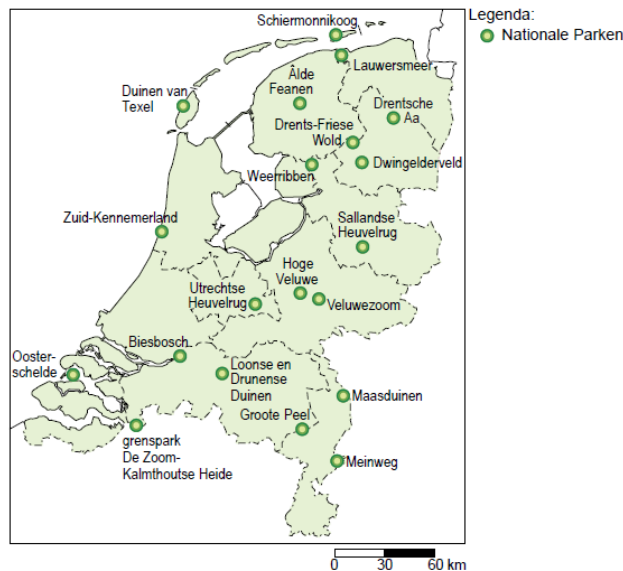 Schiermonnikoog
Legenda:
Nationale Parken
Lauwersmeer
Duinen van
Texel
Âlde
Feanen
Drentsche
Aa
Drents-Friese
Wold
Dwingelderveld
Weerribben
Zuid-Kennemerland
Sallandse
Heuvelrug
Hoge
Veluwe
Utrechtse
Heuvelrug
Veluwezoom
Biesbosch
Ooster-
schelde
Loonse en
Drunense
Duinen
Maasduinen
Groote Peel
grenspark
De Zoom-
Kalmthoutse Heide
Meinweg
0 30 60 km